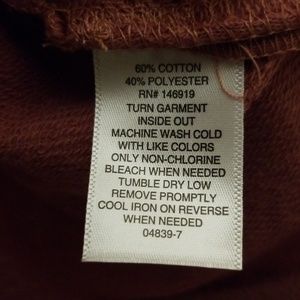 60% COTTON
40% POLYESTER
RN# 146919
TURN GARMENT
INSIDE OUT
MACHINE WASH COLD
WITH LIKE COLORS
ONLY NON-CHLORINE
BLEACH WHEN NEEDED
TUMBLE DRY LOW
REMOVE PROMPTLY
COOL IRON ON REVERSE
WHEN NEEDED
04839-7